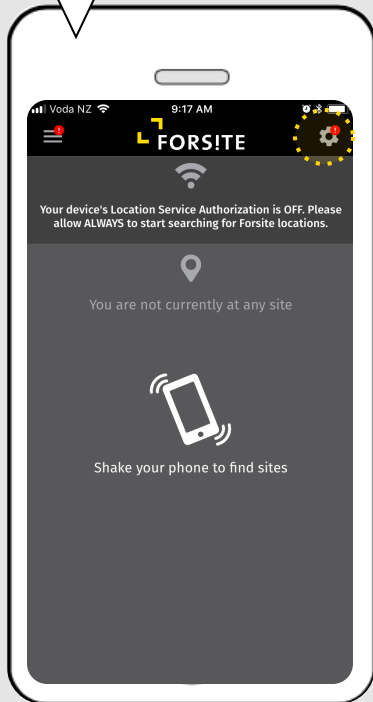 Voda NZ 9:17 AM
! FORS!TE !
Your device's Location Service Authorization is OFF. Please
allow ALWAYS to start searching for Forsite locations.
You are not currently at any site
Shake your phone to find sites